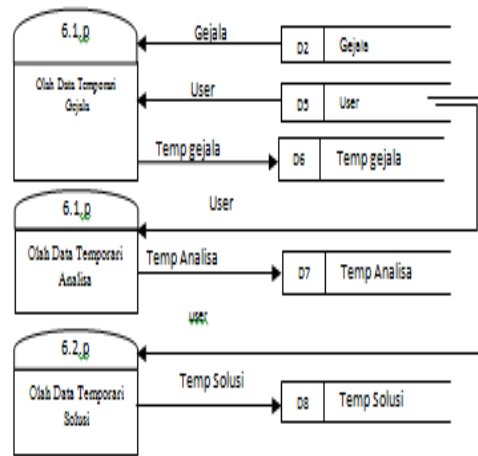 6.1.p
Gejala
D2
Gejala
Olah Data Temporari
Gejala
User
D5
User
Temp gejala
D6
Temp gejala
6.1.p
User
Olah Data Temporari
Analisa
Temp Analisa
D7
Temp Analisa
user
6.2.p
Olah Data Temporari
Solusi
Temp Solusi
D8
Temp Solusi